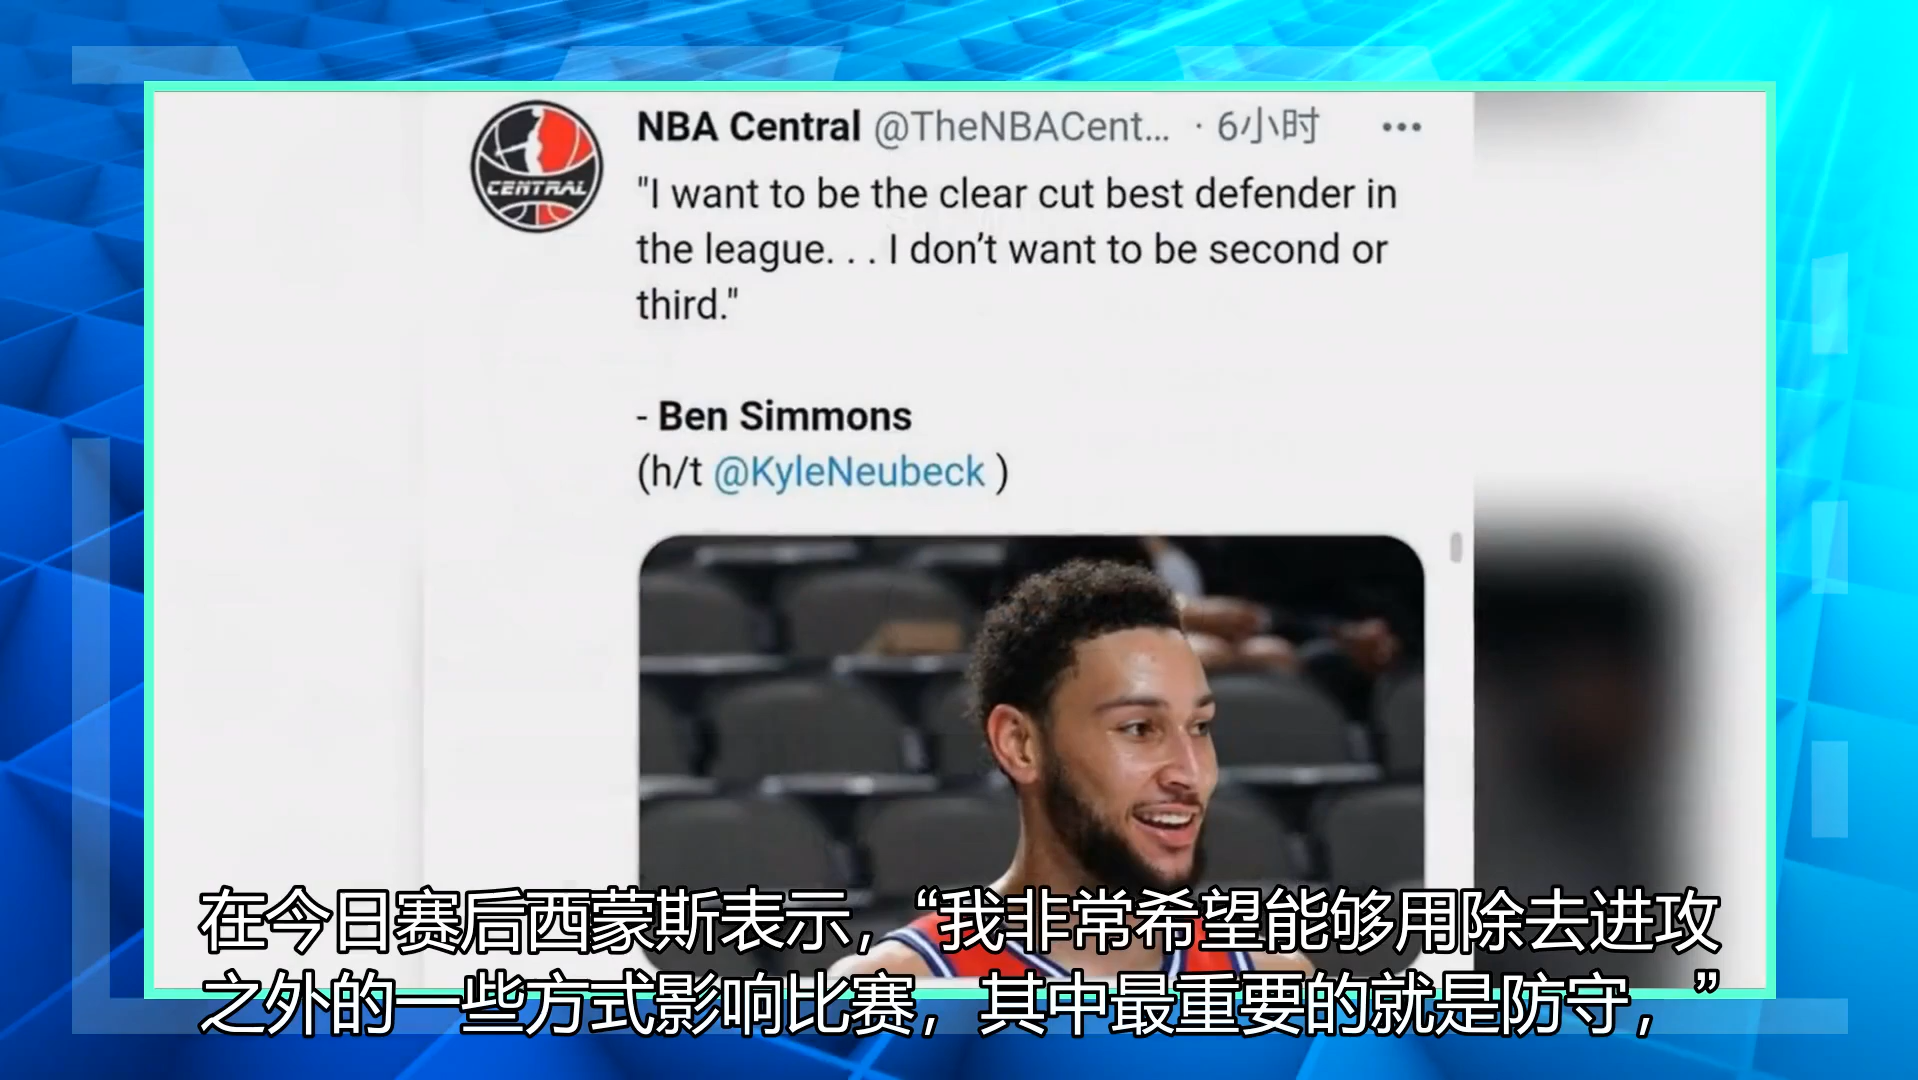 NBA Central @TheNBACent... · 6小时 •••
"I want to be the clear cut best defender in
the league. . . I don’t want to be second or
third."
- Ben Simmons
(h/t @KyleNeubeck )
CENTRAL
在今日赛后西蒙斯表示，“我非常希望能够用除去进攻
之外的一些方式影响比赛，其中最重要的就是防守，”